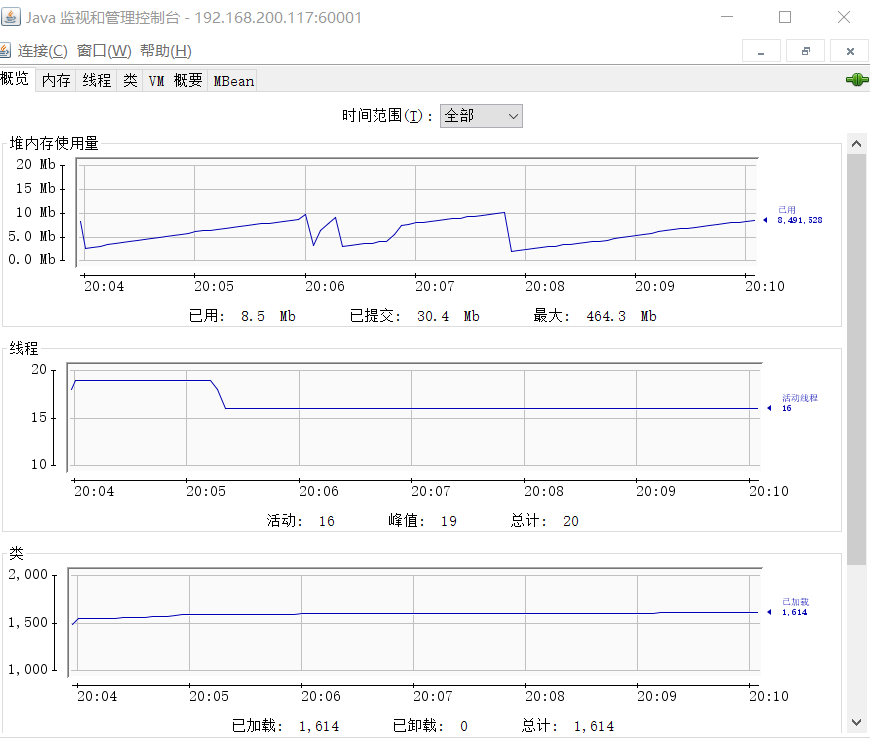 Java 监视和管理控制台 - 192.168.200.117:60001
连接(C) 窗口(W) 帮助(H)
概览 内存 线程 类 VM 概要 MBean
时间范围(T): 全部
堆内存使用量
20 Mb
15 Mb
10 Mb
5.0 Mb
0.0 Mb
已用
8,491,528
20:04 20:05 20:06 20:07 20:08 20:09 20:10
已用: 8.5 Mb 已提交: 30.4 Mb 最大: 464.3 Mb
线程
20
15
10
活动线程
16
20:04 20:05 20:06 20:07 20:08 20:09 20:10
活动: 16 峰值: 19 总计: 20
类
2,000
1,500
1,000
已加载
1,614
20:04 20:05 20:06 20:07 20:08 20:09 20:10
已加载: 1,614 已卸载: 0 总计: 1,614